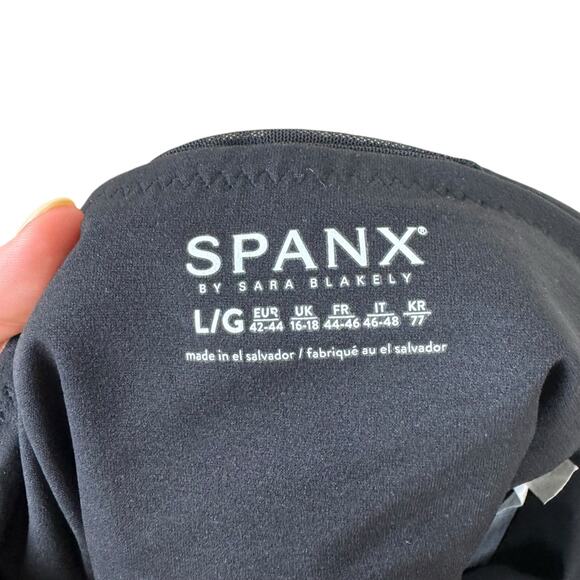 SPANX®
BY SARA BLAKELY
L/G EUR 42-44 UK 16-18 FR 44-46 IT 46-48 KR 77
made in el salvador / fabriqué au el salvador